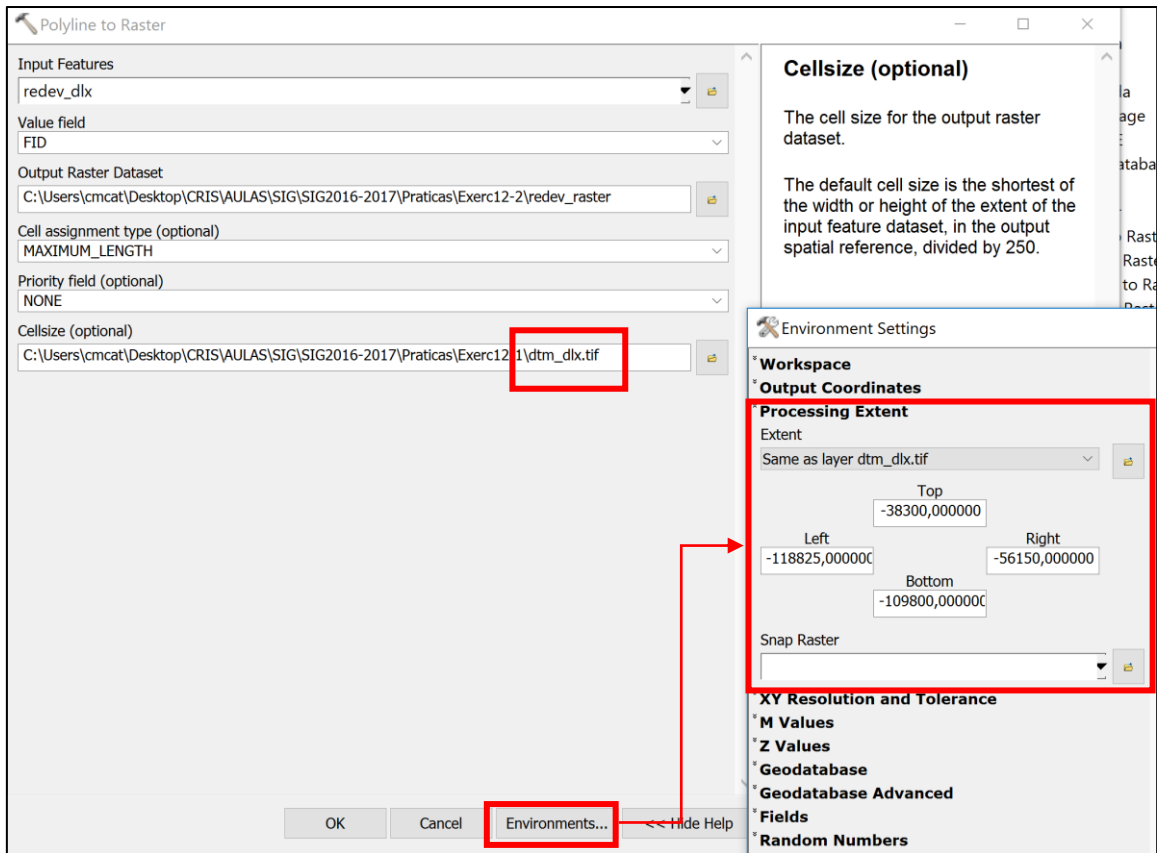 Polyline to Raster
Input Features
redev_dlx
Value field
FID
Output Raster Dataset
C:\Users\cmcat\Desktop\CRIS\AULAS\SIG\SIG2016-2017\Praticas\Exerc12-2\redev_raster
Cell assignment type (optional)
MAXIMUM_LENGTH
Priority field (optional)
NONE
Cellsize (optional)
C:\Users\cmcat\Desktop\CRIS\AULAS\SIG\SIG2016-2017\Praticas\Exerc12-1\dtm_dlx.tif
OK
Cancel
Environments...
<< Hide Help
Cellsize (optional)
The cell size for the output raster
dataset.
The default cell size is the shortest of
the width or height of the extent of the
input feature dataset, in the output
spatial reference, divided by 250.
Environment Settings
Workspace
Output Coordinates
Processing Extent
Extent
Same as layer dtm_dlx.tif
Top
-38300,000000
Left
Right
-118825,000000
-56150,000000
Bottom
-109800,000000
Snap Raster
XY Resolution and Tolerance
M Values
Z Values
Geodatabase
Geodatabase Advanced
Fields
Random Numbers